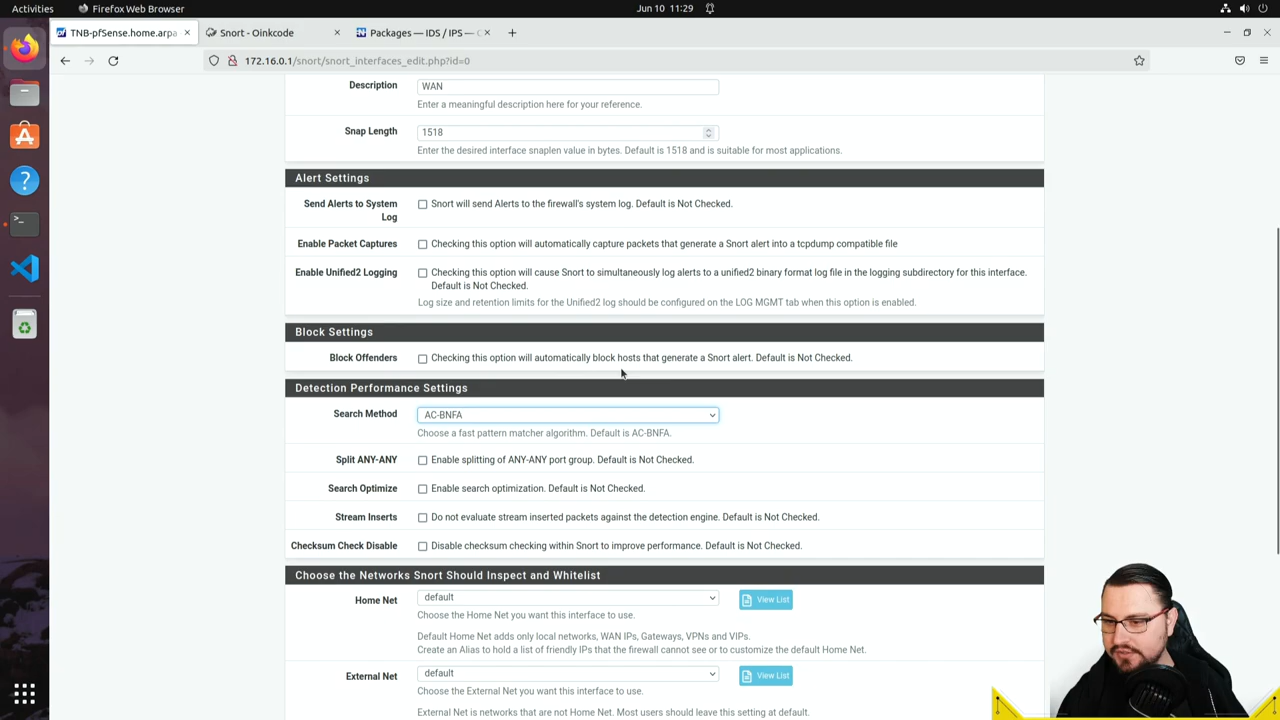 Activities
Firefox Web Browser
Jun 10 11:29
TNB-pfSense.home.arpa
Snort - Oinkcode
Packages — IDS / IPS —
172.16.0.1/snort/snort_interfaces_edit.php?id=0
Description
WAN
Enter a meaningful description here for your reference.
Snap Length
1518
Enter the desired interface snaplen value in bytes. Default is 1518 and is suitable for most applications.
Alert Settings
Send Alerts to System Log
Snort will send Alerts to the firewall's system log. Default is Not Checked.
Enable Packet Captures
Checking this option will automatically capture packets that generate a Snort alert into a tcpdump compatible file
Enable Unified2 Logging
Checking this option will cause Snort to simultaneously log alerts to a unified2 binary format log file in the logging subdirectory for this interface.
Default is Not Checked.
Log size and retention limits for the Unified2 log should be configured on the LOG MGMT tab when this option is enabled.
Block Settings
Block Offenders
Checking this option will automatically block hosts that generate a Snort alert. Default is Not Checked.
Detection Performance Settings
Search Method
AC-BNFA
Choose a fast pattern matcher algorithm. Default is AC-BNFA.
Split ANY-ANY
Enable splitting of ANY-ANY port group. Default is Not Checked.
Search Optimize
Enable search optimization. Default is Not Checked.
Stream Inserts
Do not evaluate stream inserted packets against the detection engine. Default is Not Checked.
Checksum Check Disable
Disable checksum checking within Snort to improve performance. Default is Not Checked.
Choose the Networks Snort Should Inspect and Whitelist
Home Net
default
View List
Choose the Home Net you want this interface to use.
Default Home Net adds only local networks, WAN IPs, Gateways, VPNs and VIPs.
Create an Alias to hold a list of friendly IPs that the firewall cannot see or to customize the default Home Net.
External Net
default
View List
Choose the External Net you want this interface to use.
External Net is networks that are not Home Net. Most users should leave this setting at default.